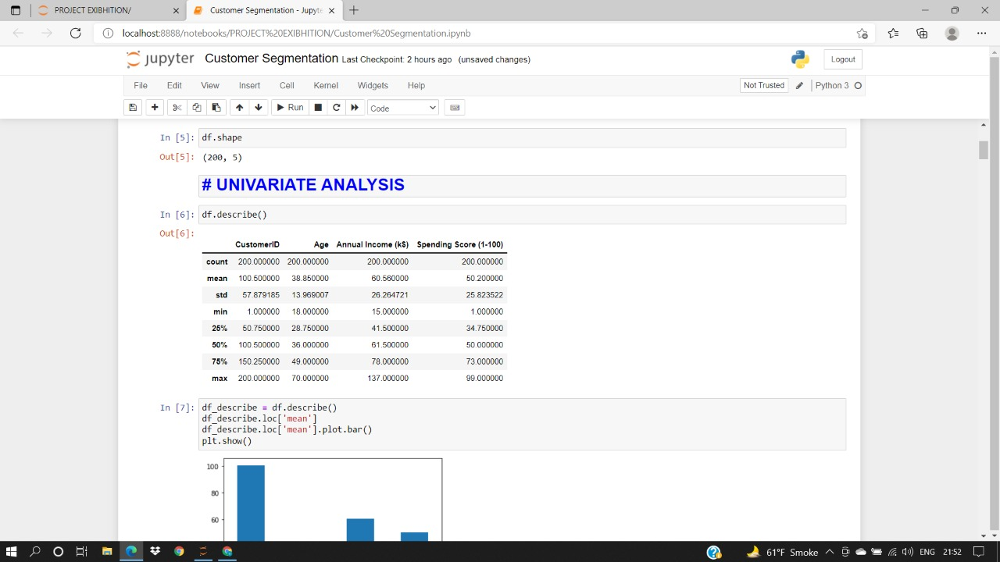 PROJECT EXIBHITION/
Customer Segmentation - Jupyte
localhost:8888/notebooks/PROJECT%20EXIBHITION/Customer%20Segmentation.ipynb
jupyter Customer Segmentation Last Checkpoint: 2 hours ago (unsaved changes)
Logout
File Edit View Insert Cell Kernel Widgets Help
Not Trusted Python 3
Run Code
In [5]: df.shape
Out[5]: (200, 5)
# UNIVARIATE ANALYSIS
In [6]: df.describe()
Out[6]:
CustomerID Age Annual Income (k$) Spending Score (1-100)
count 200.000000 200.000000 200.000000 200.000000
mean 100.500000 38.850000 60.560000 50.200000
std 57.879185 13.969007 26.264721 25.823522
min 1.000000 18.000000 15.000000 1.000000
25% 50.750000 28.750000 41.500000 34.750000
50% 100.500000 36.000000 61.500000 50.000000
75% 150.250000 49.000000 78.000000 73.000000
max 200.000000 70.000000 137.000000 99.000000
In [7]: df_describe = df.describe()
df_describe.loc['mean']
df_describe.loc['mean'].plot.bar()
plt.show()
100
80
60
61°F Smoke ENG 21:52